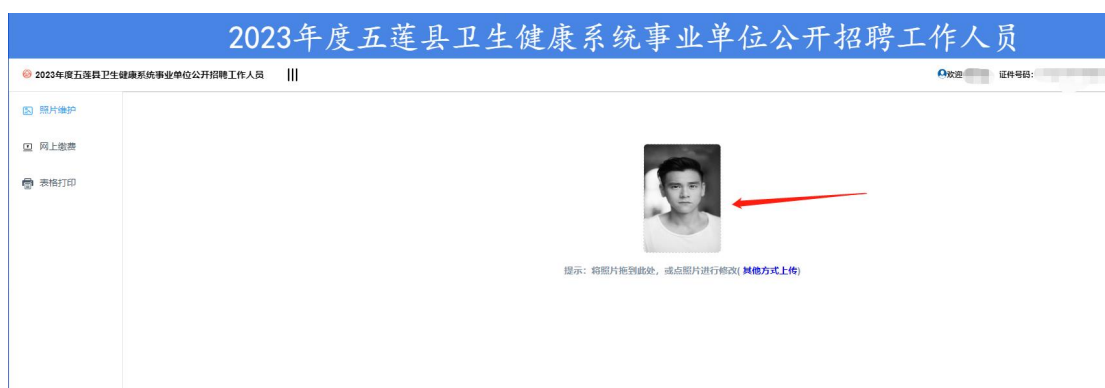 2023年度五莲县卫生健康系统事业单位公开招聘工作人员
2023年度五莲县卫生健康系统事业单位公开招聘工作人员
欢迎 证件号码:
照片维护
网上缴费
表格打印
提示: 将照片拖到此处, 或点照片进行修改( 其他方式上传)